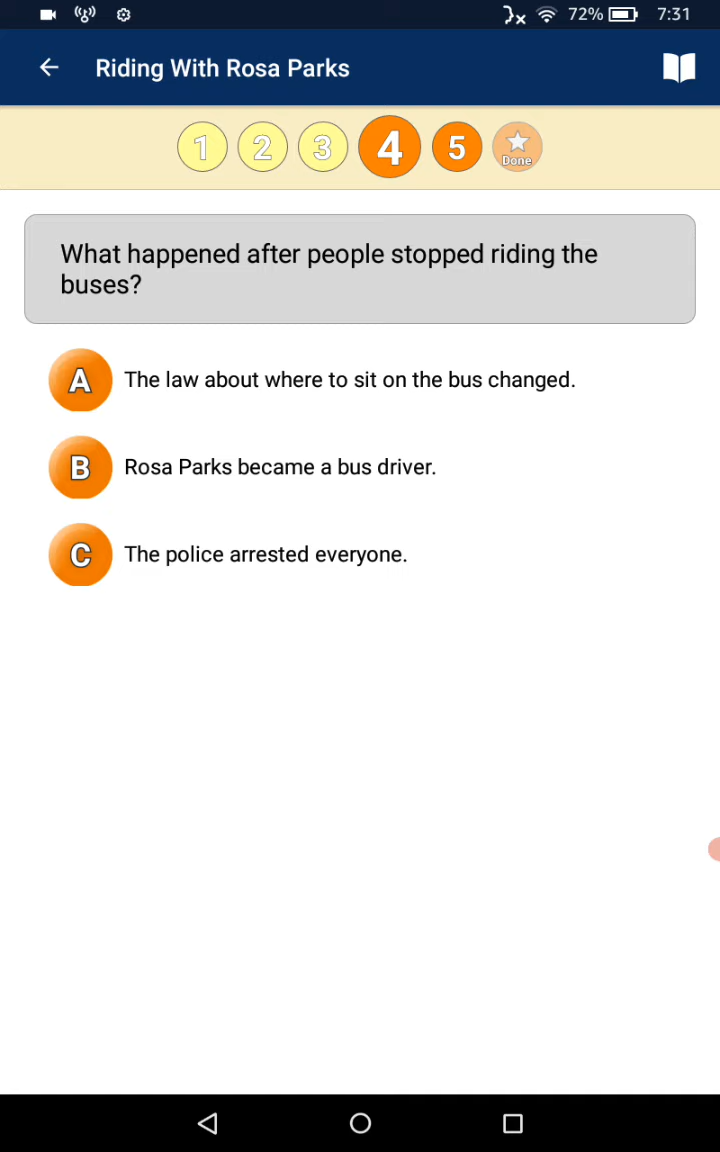 72% 7:31
Riding With Rosa Parks
1 2 3 4 5 Done
What happened after people stopped riding the
buses?
A The law about where to sit on the bus changed.
B Rosa Parks became a bus driver.
C The police arrested everyone.